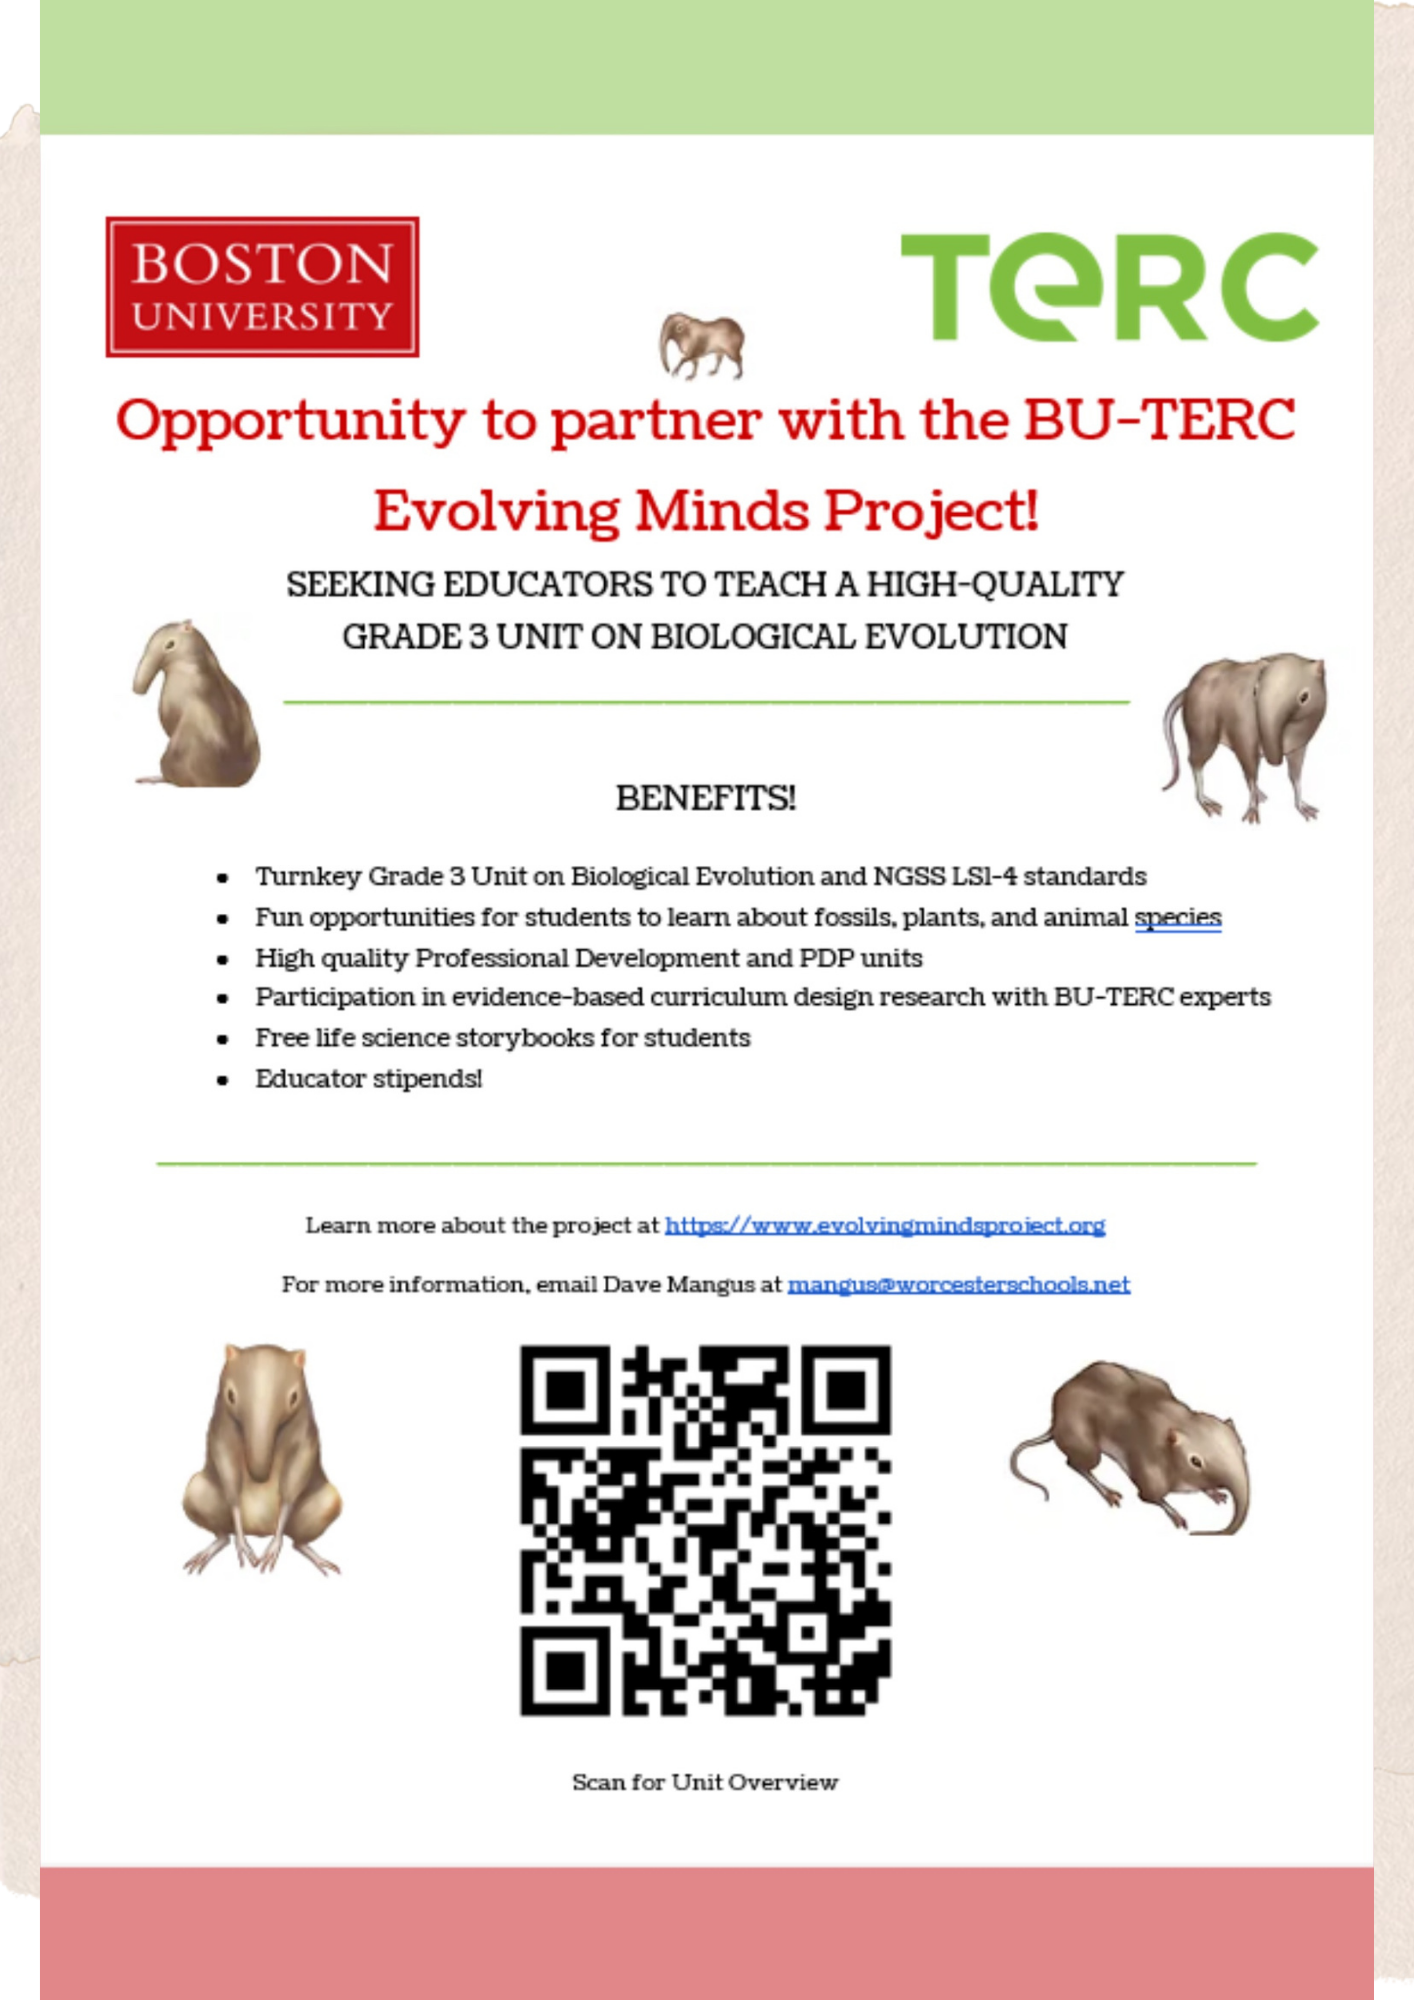 BOSTON
UNIVERSITY
TERC
Opportunity to partner with the BU-TERC
Evolving Minds Project!
SEEKING EDUCATORS TO TEACH A HIGH-QUALITY
GRADE 3 UNIT ON BIOLOGICAL EVOLUTION
BENEFITS!
• Turnkey Grade 3 Unit on Biological Evolution and NGSS LS1-4 standards
• Fun opportunities for students to learn about fossils, plants, and animal species
• High quality Professional Development and PDP units
• Participation in evidence-based curriculum design research with BU-TERC experts
• Free life science storybooks for students
• Educator stipends!
Learn more about the project at https://www.evolvingmindsproject.org
For more information, email Dave Mangus at mangus@worcesterschools.net
Scan for Unit Overview